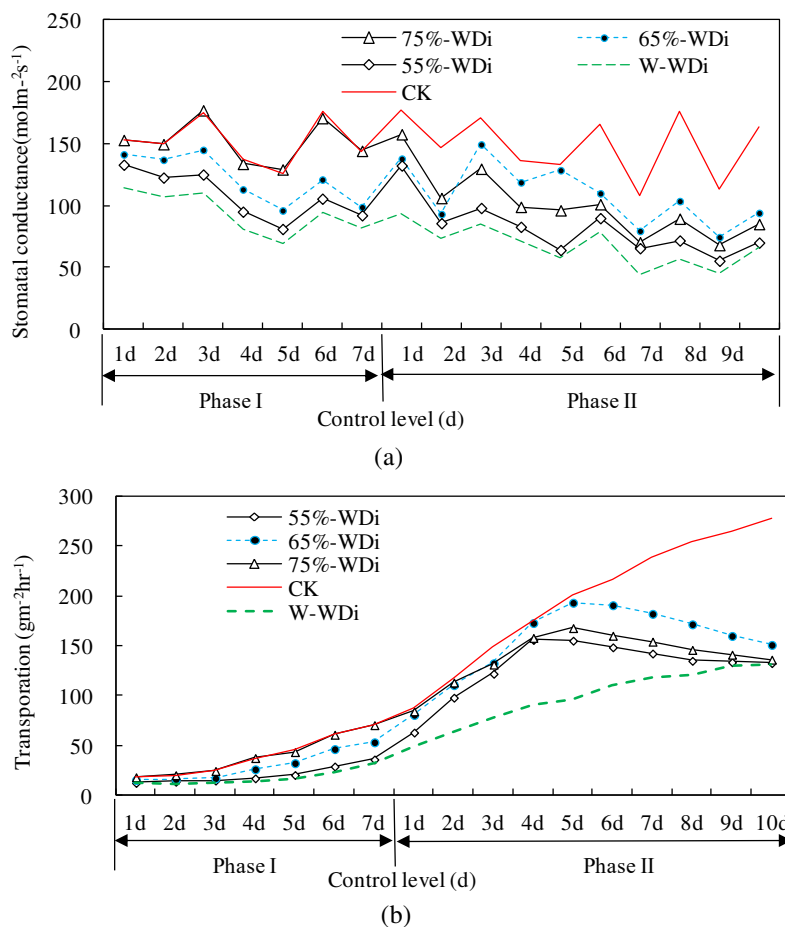 250
200
150
100
50
0
Stomatal conductance(molm-²s⁻¹)
75%-WDi
65%-WDi
55%-WDi
W-WDi
CK
1d 2d 3d 4d 5d 6d 7d 1d 2d 3d 4d 5d 6d 7d 8d 9d
Phase I Phase II
Control level (d)
(a)
300
250
200
150
100
50
0
Transporation (gm⁻²hr⁻¹)
55%-WDi
65%-WDi
75%-WDi
CK
W-WDi
1d 2d 3d 4d 5d 6d 7d 1d 2d 3d 4d 5d 6d 7d 8d 9d 10d
Phase I Phase II
Control level (d)
(b)